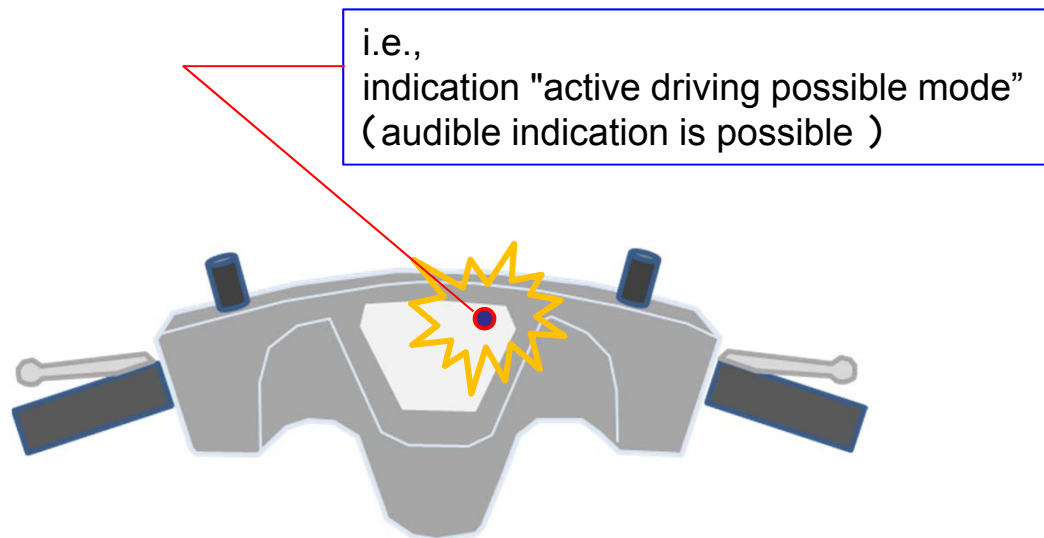 i.e.,
indication "active driving possible mode”
（audible indication is possible ）